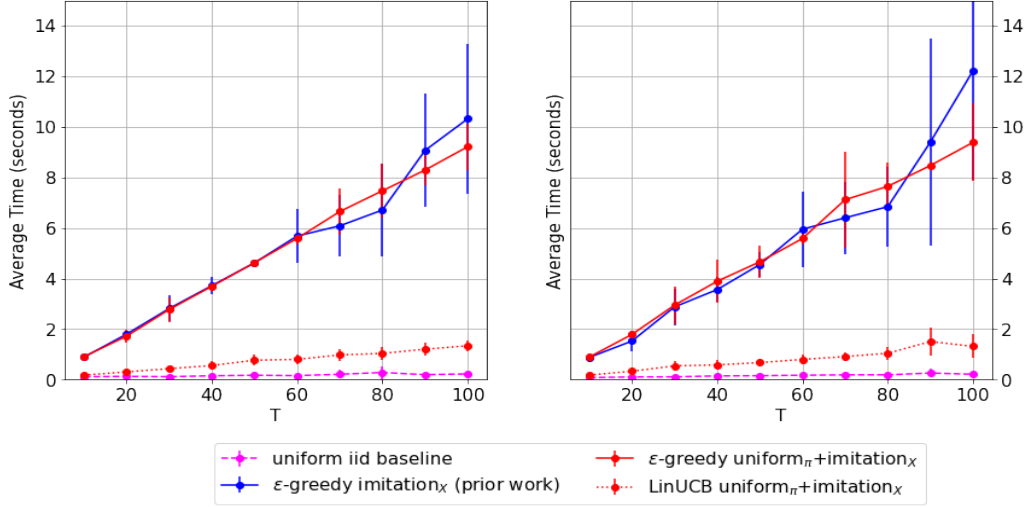 14
12
10
8
6
4
2
0
Average Time (seconds)
20 40 60 80 100
T
Average Time (seconds)
20 40 60 80 100
T
14
12
10
8
6
4
2
0
uniform iid baseline
ε-greedy imitation_X (prior work)
ε-greedy uniform_π+imitation_X
LinUCB uniform_π+imitation_X